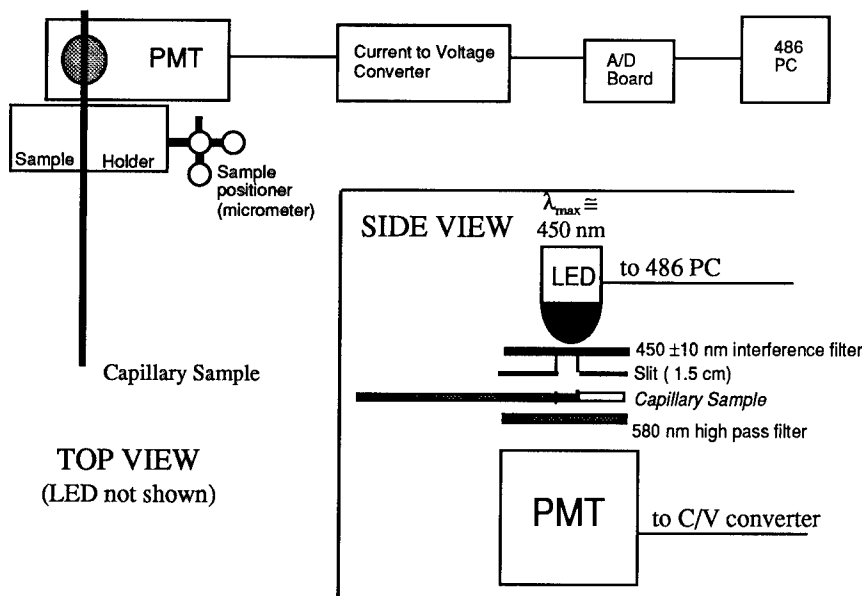 PMT
Current to Voltage
Converter
A/D
Board
486
PC
Sample Holder
Sample
positioner
(micrometer)
Capillary Sample
TOP VIEW
(LED not shown)
SIDE VIEW
λmax ≅
450 nm
LED
to 486 PC
450 ±10 nm interference filter
Slit ( 1.5 cm)
Capillary Sample
580 nm high pass filter
PMT
to C/V converter